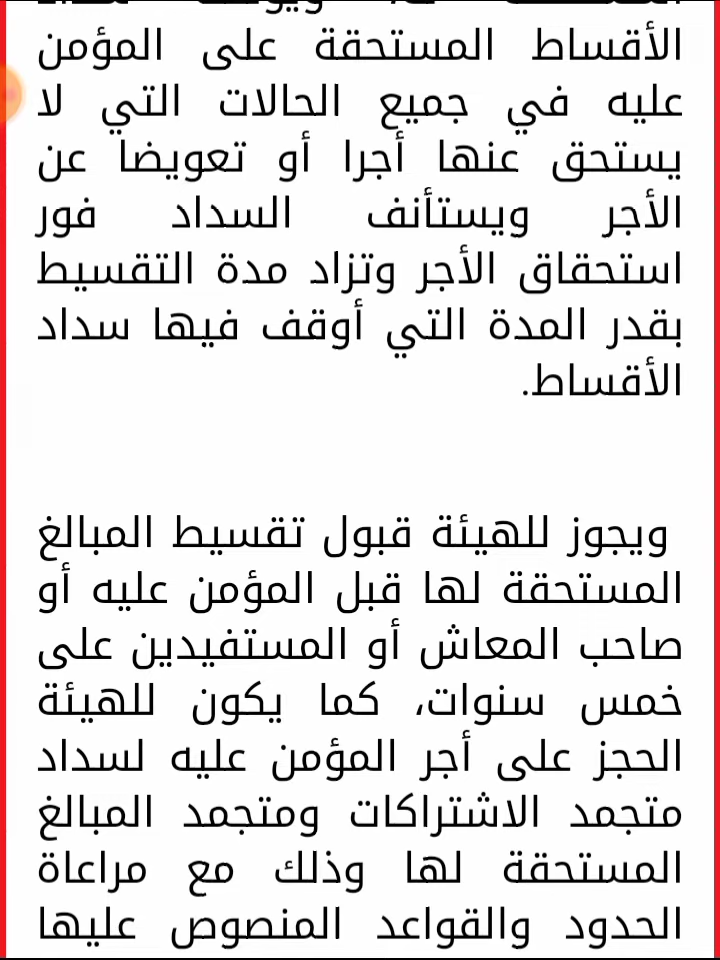 الأقساط المستحقة على المؤمن
عليه في جميع الحالات التي لا
يستحق عنها أجرا أو تعويضا عن
الأجر ويستأنف السداد فور
استحقاق الأجر وتزاد مدة التقسيط
بقدر المدة التي أوقف فيها سداد
الأقساط.
ويجوز للهيئة قبول تقسيط المبالغ
المستحقة لها قبل المؤمن عليه أو
صاحب المعاش أو المستفيدين على
خمس سنوات، كما يكون للهيئة
الحجز على أجر المؤمن عليه لسداد
متجمد الاشتراكات ومتجمد المبالغ
المستحقة لها وذلك مع مراعاة
الحدود والقواعد المنصوص عليها